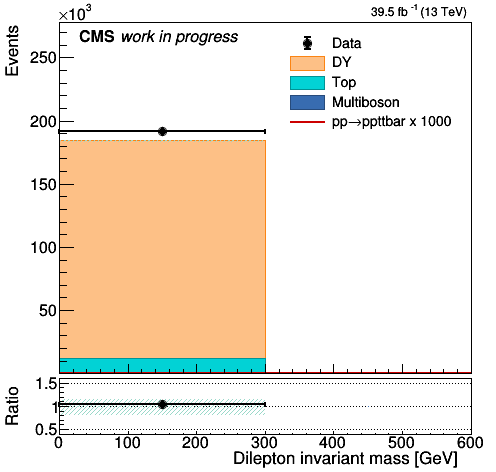 ×10³
39.5 fb⁻¹ (13 TeV)
CMS work in progress
Events
250
200
150
100
50
Data
DY
Top
Multiboson
pp→ppttbar x 1000
Ratio
1.5
1
0.5
0 100 200 300 400 500 600
Dilepton invariant mass [GeV]